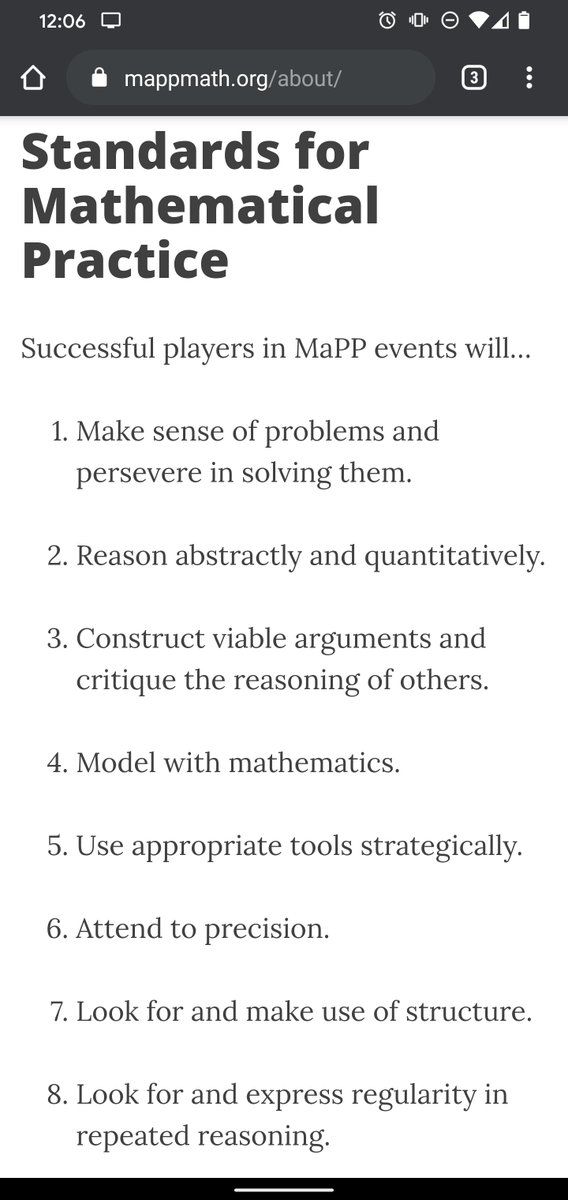 12:06
mappmath.org/about/
3
Standards for
Mathematical
Practice
Successful players in MaPP events will...
1. Make sense of problems and
persevere in solving them.
2. Reason abstractly and quantitatively.
3. Construct viable arguments and
critique the reasoning of others.
4. Model with mathematics.
5. Use appropriate tools strategically.
6. Attend to precision.
7. Look for and make use of structure.
8. Look for and express regularity in
repeated reasoning.